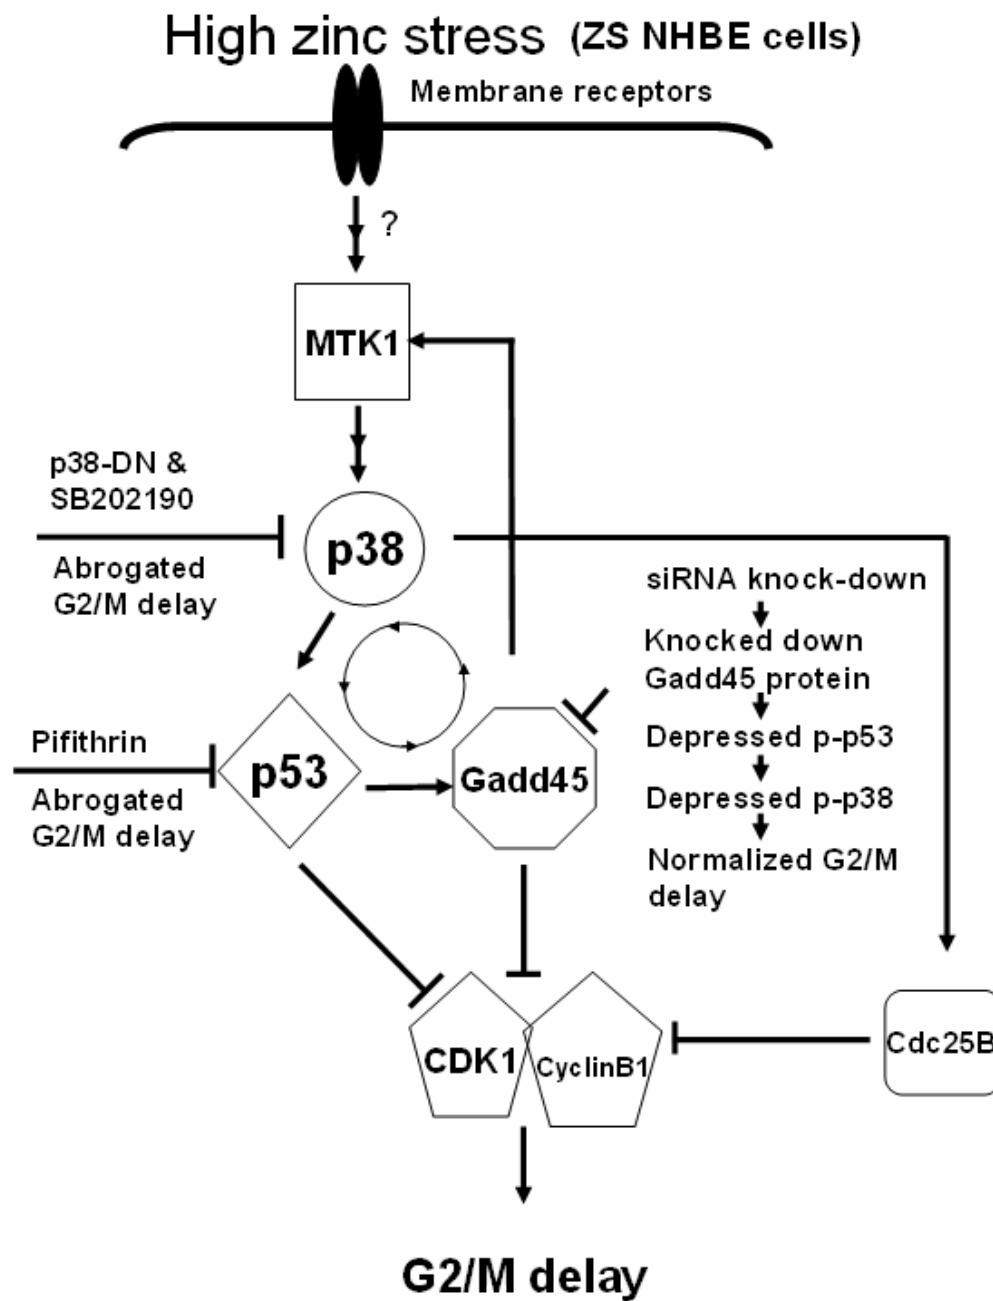 High zinc stress (ZS NHBE cells)
Membrane receptors
?
MTK1
p38-DN &
SB202190
Abrogated
G2/M delay
p38
siRNA knock-down
Knocked down
Gadd45 protein
Depressed p-p53
Depressed p-p38
Normalized G2/M
delay
Pifithrin
Abrogated
G2/M delay
p53
Gadd45
CDK1
CyclinB1
Cdc25B
G2/M delay